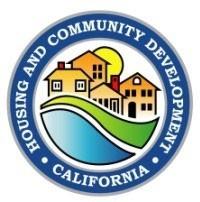 HOUSING AND COMMUNITY DEVELOPMENT
• CALIFORNIA •